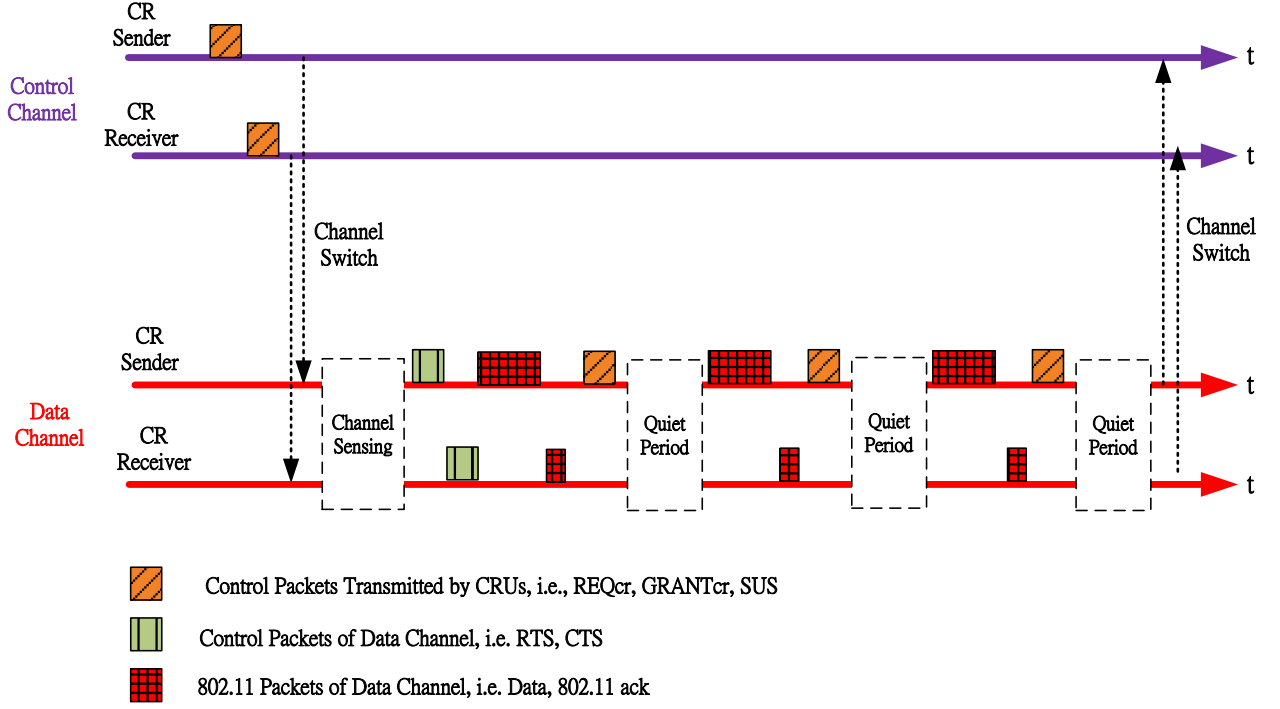 CR
Sender
t
Control
Channel
CR
Receiver
t
Channel
Switch
Channel
Switch
CR
Sender
t
Data
Channel
Channel
Sensing
Quiet
Period
Quiet
Period
Quiet
Period
CR
Receiver
t
Control Packets Transmitted by CRUs, i.e., REQcr, GRANTcr, SUS
Control Packets of Data Channel, i.e. RTS, CTS
802.11 Packets of Data Channel, i.e. Data, 802.11 ack